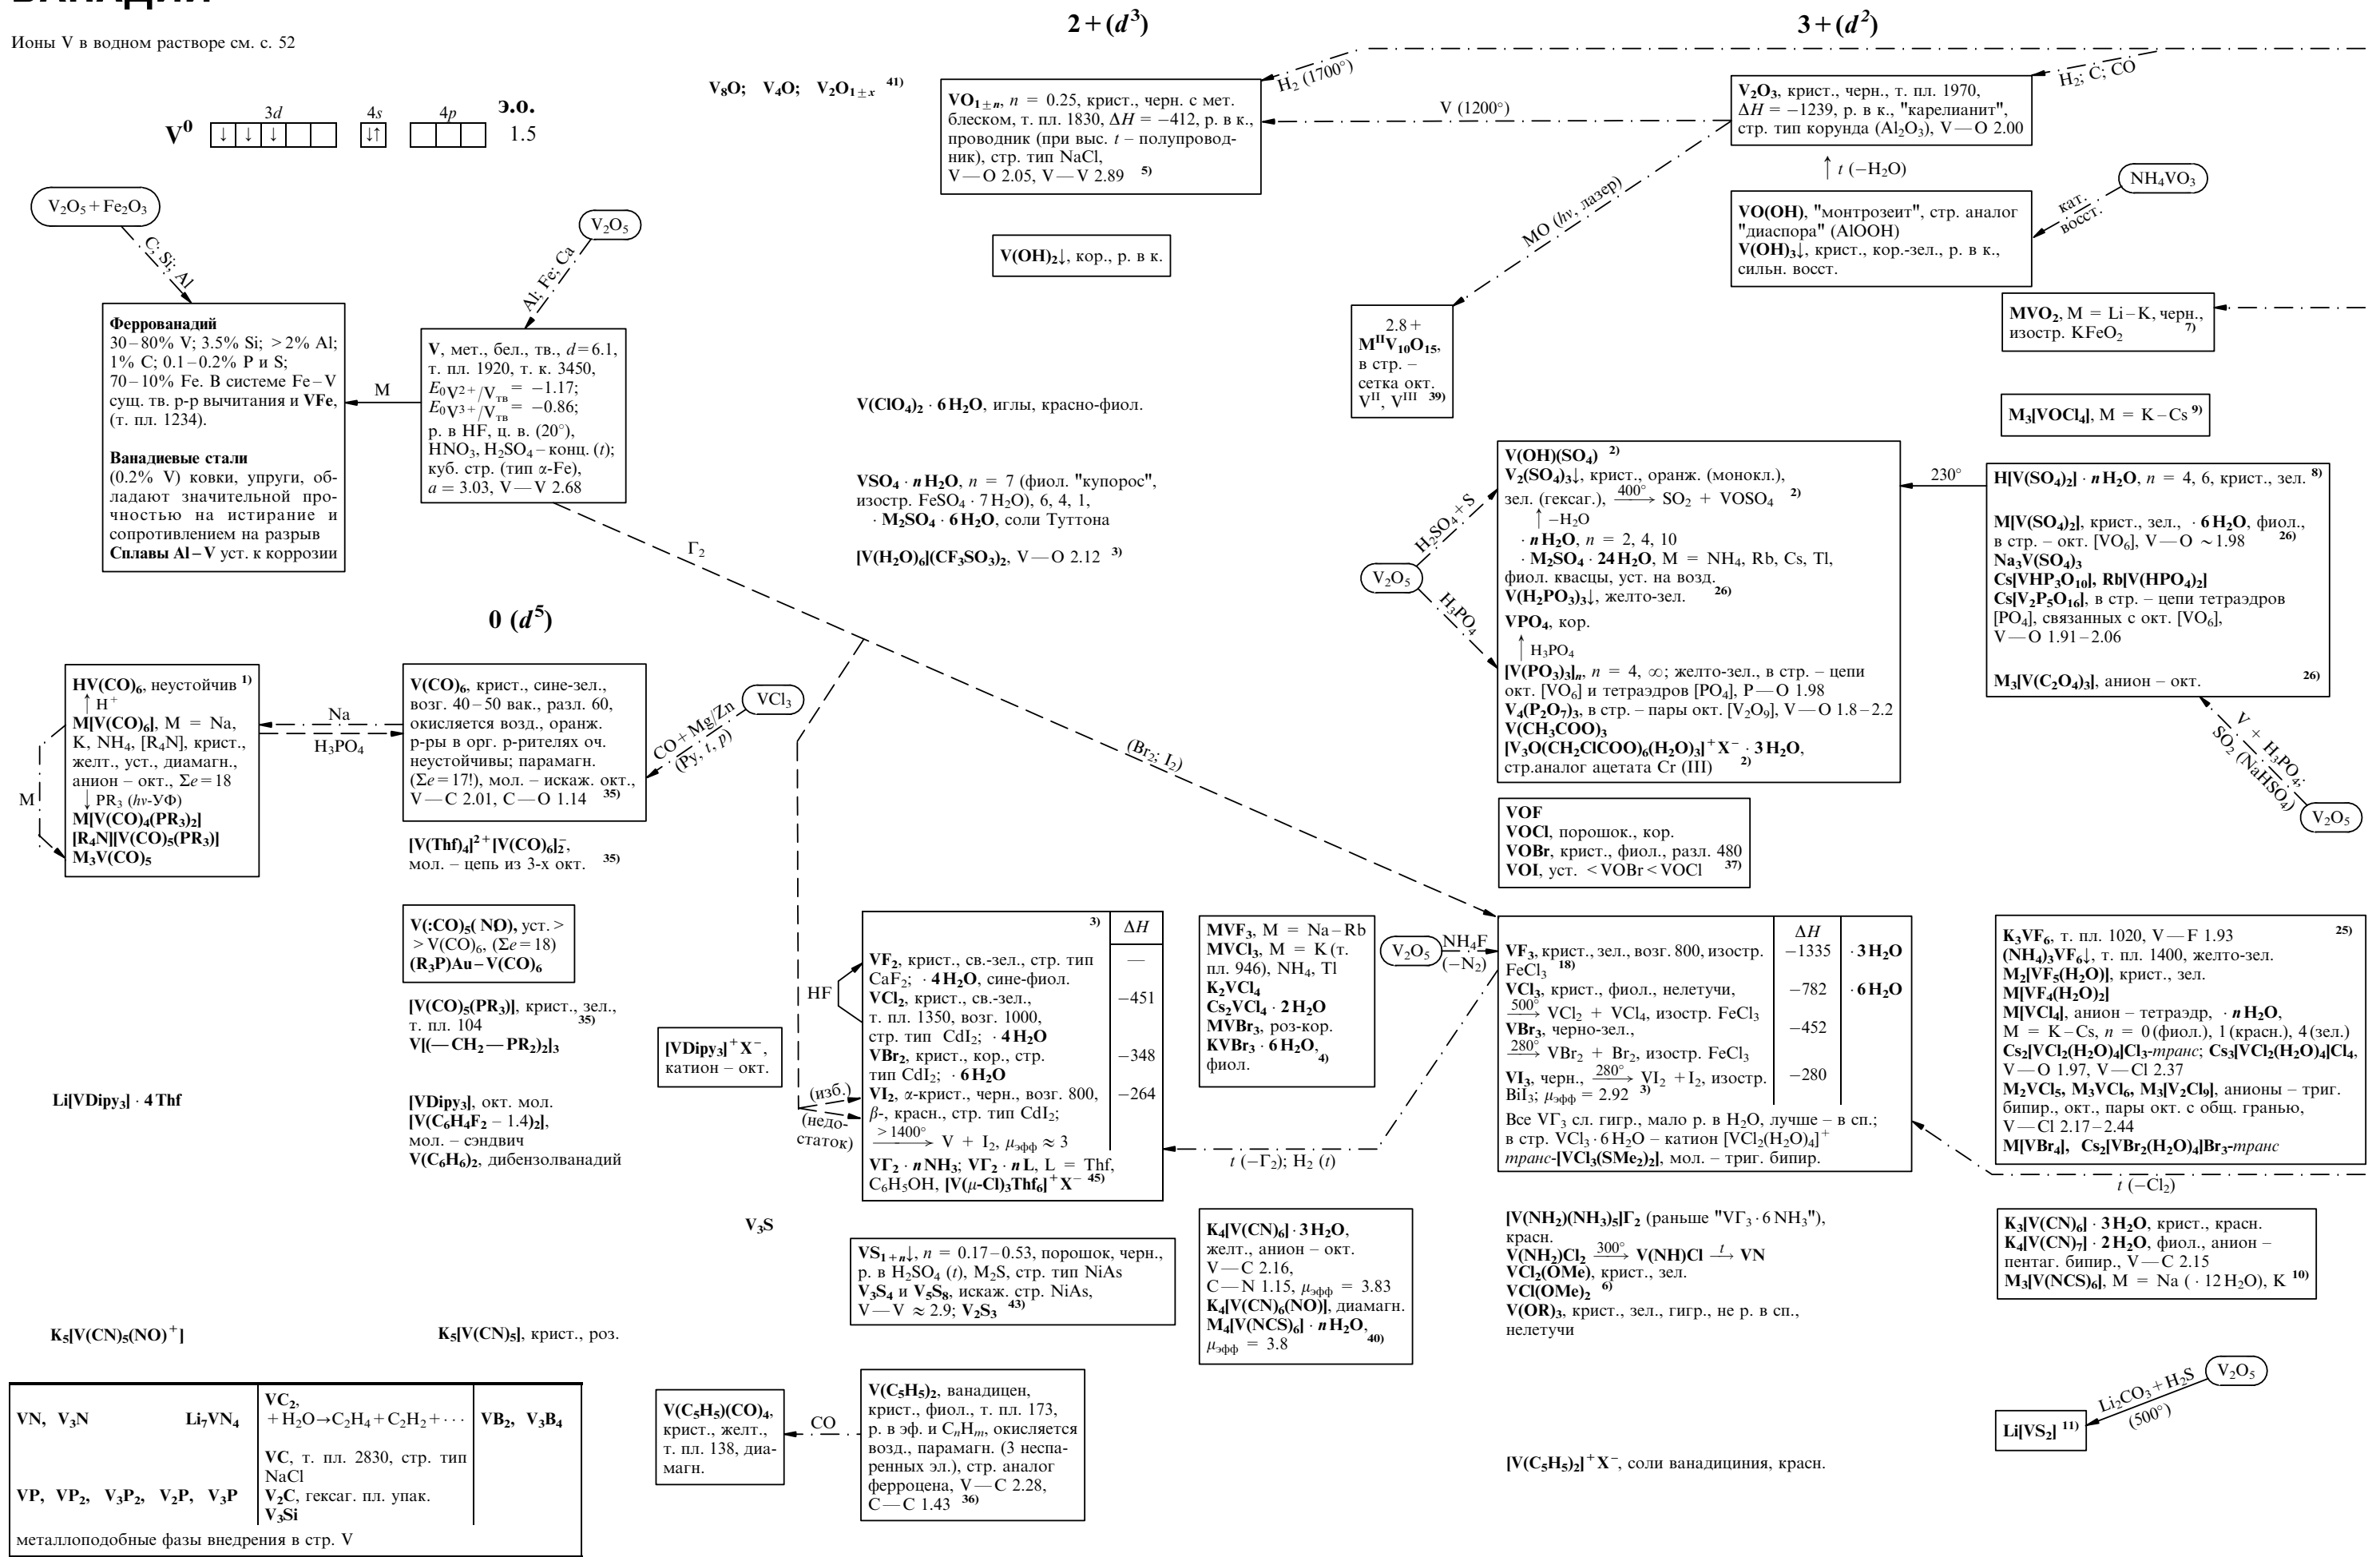 ВАНАДИЙ
Ионы V в водном растворе см. с. 52
2+(d³)
3+(d²)
V⁰
3d
4s
4p
э.о.
1.5
V₂O₅+Fe₂O₃
C; Si; Al
V₂O₅
Al; Fe; Ca
Феррованадий
30–80% V; 3.5% Si; >2% Al;
1% C; 0.1–0.2% P и S;
70–10% Fe. В системе Fe–V
сущ. тв. р-р вычитания и VFe,
(т. пл. 1234).
Ванадиевые стали
(0.2% V) ковки, упруги, об-
ладают значительной про-
чностью на истирание и
сопротивлением на разрыв
Сплавы Al–V уст. к коррозии
M
V, мет., бел., тв., d=6.1,
т. пл. 1920, т. к. 3450,
E₀V²⁺/Vтв = −1.17;
E₀V³⁺/Vтв = −0.86;
р. в HF, ц. в. (20°),
HNO₃, H₂SO₄–конц. (t);
куб. стр. (тип α-Fe),
a = 3.03, V—V 2.68
Г₂
(Br₂; I₂)
V₈O; V₄O; V₂O₁±ₓ ⁴¹⁾
VO₁±ₙ, n = 0.25, крист., черн. с мет.
блеском, т. пл. 1830, ΔH = −412, р. в к.,
проводник (при выс. t – полупровод-
ник), стр. тип NaCl,
V—O 2.05, V—V 2.89 ⁵⁾
H₂ (1700°)
V (1200°)
H₂; C; CO
V(OH)₂↓, кор., р. в к.
V₂O₃, крист., черн., т. пл. 1970,
ΔH = −1239, р. в к., "карелианит",
стр. тип корунда (Al₂O₃), V—O 2.00
↑ t (−H₂O)
NH₄VO₃
кат.
восст.
VO(OH), "монтрозеит", стр. аналог
"диаспора" (AlOOH)
V(OH)₃↓, крист., кор.-зел., р. в к.,
сильн. восст.
MO (hν, лазер)
2.8+
MᴵᴵV₁₀O₁₅,
в стр. –
сетка окт.
Vᴵᴵ, Vᴵᴵᴵ ³⁹⁾
MVO₂, M = Li–K, черн.,
изостр. KFeO₂ ⁷⁾
M₃[VOCl₄], M = K–Cs ⁹⁾
V(ClO₄)₂ · 6H₂O, иглы, красно-фиол.
VSO₄ · nH₂O, n = 7 (фиол. "купорос",
изостр. FeSO₄ · 7H₂O), 6, 4, 1,
· M₂SO₄ · 6H₂O, соли Туттона
[V(H₂O)₆](CF₃SO₃)₂, V—O 2.12 ³⁾
V₂O₅
H₂SO₄+S
H₃PO₄
V(OH)(SO₄) ²⁾
V₂(SO₄)₃↓, крист., оранж. (монокл.),
зел. (гексаг.), 400°→ SO₂ + VOSO₄ ²⁾
↑ −H₂O
· nH₂O, n = 2, 4, 10
· M₂SO₄ · 24H₂O, M = NH₄, Rb, Cs, Tl,
фиол. квасцы, уст. на возд.
V(H₂PO₃)₃↓, желто-зел. ²⁶⁾
VPO₄, кор.
↑ H₃PO₄
[V(PO₃)₃]ₙ, n = 4, ∞; желто-зел., в стр. – цепи
окт. [VO₆] и тетраэдров [PO₄], P—O 1.98
V₄(P₂O₇)₃, в стр. – пары окт. [V₂O₉], V—O 1.8–2.2
V(CH₃COO)₃
[V₃O(CH₂ClCOO)₆(H₂O)₃]⁺X⁻ · 3H₂O,
стр.аналог ацетата Cr (III) ²⁾
230°
H[V(SO₄)₂] · nH₂O, n = 4, 6, крист., зел. ⁸⁾
M[V(SO₄)₂], крист., зел., · 6H₂O, фиол.,
в стр. – окт. [VO₆], V—O ~1.98 ²⁶⁾
Na₃V(SO₄)₃
Cs[VHP₃O₁₀], Rb[V(HPO₄)₂]
Cs[V₂P₅O₁₆], в стр. – цепи тетраэдров
[PO₄], связанных с окт. [VO₆],
V—O 1.91–2.06
M₃[V(C₂O₄)₃], анион – окт. ²⁶⁾
V + H₃PO₄;
SO₂ (NaHSO₄)
V₂O₅
0 (d⁵)
HV(CO)₆, неустойчив ¹⁾
↑ H⁺
M[V(CO)₆], M = Na,
K, NH₄, [R₄N], крист.,
желт., уст., диамагн.,
анион – окт., Σe=18
↓ PR₃ (hν-УФ)
M[V(CO)₄(PR₃)₂]
[R₄N][V(CO)₅(PR₃)]
M₃V(CO)₅
M
Na
H₃PO₄
V(CO)₆, крист., сине-зел.,
возг. 40–50 вак., разл. 60,
окисляется возд., оранж.
р-ры в орг. р-рителях оч.
неустойчивы; парамагн.
(Σe=17!), мол. – искаж. окт.,
V—C 2.01, C—O 1.14 ³⁵⁾
CO+Mg/Zn
(Py, t, p)
VCl₃
[V(Thf)₄]²⁺[V(CO)₆]₂⁻,
мол. – цепь из 3-х окт. ³⁵⁾
V(:CO)₅( NO), уст. >
> V(CO)₆, (Σe=18)
(R₃P)Au–V(CO)₆
[V(CO)₅(PR₃)], крист., зел.,
т. пл. 104 ³⁵⁾
V[(—CH₂—PR₂)₂]₃
Li[VDipy₃] · 4Thf
[VDipy₃], окт. мол.
[V(C₆H₄F₂ – 1.4)₂],
мол. – сэндвич
V(C₆H₆)₂, дибензолванадий
[VDipy₃]⁺X⁻,
катион – окт.
(изб.)
(недо-
статок)
HF
³⁾
ΔH
VF₂, крист., св.-зел., стр. тип —
CaF₂; · 4H₂O, сине-фиол.
VCl₂, крист., св.-зел., −451
т. пл. 1350, возг. 1000,
стр. тип CdI₂; · 4H₂O
VBr₂, крист., кор., стр. −348
тип CdI₂; · 6H₂O
VI₂, α-крист., черн., возг. 800, −264
β-, красн., стр. тип CdI₂;
>1400°→ V + I₂, μэфф ≈ 3
VГ₂ · nNH₃; VГ₂ · nL, L = Thf,
C₆H₅OH, [V(μ-Cl)₃Thf₆]⁺X⁻ ⁴⁵⁾
MVF₃, M = Na–Rb
MVCl₃, M = K (т.
пл. 946), NH₄, Tl
K₂VCl₄
Cs₂VCl₄ · 2H₂O
MVBr₃, роз-кор.
KVBr₃ · 6H₂O, ⁴⁾
фиол.
t (−Г₂); H₂ (t)
V₂O₅
NH₄F
(−N₂)
VOF
VOCl, порошок., кор.
VOBr, крист., фиол., разл. 480
VOI, уст. <VOBr<VOCl ³⁷⁾
ΔH
VF₃, крист., зел., возг. 800, изостр. −1335 · 3H₂O
FeCl₃ ¹⁸⁾
VCl₃, крист., фиол., нелетучи, −782 · 6H₂O
500°→ VCl₂ + VCl₄, изостр. FeCl₃
VBr₃, черно-зел., −452
280°→ VBr₂ + Br₂, изостр. FeCl₃
VI₃, черн., 280°→ VI₂ +I₂, изостр. −280
BiI₃; μэфф = 2.92 ³⁾
Все VГ₃ сл. гигр., мало р. в H₂O, лучше – в сп.;
в стр. VCl₃ · 6H₂O – катион [VCl₂(H₂O)₄]⁺
транс-[VCl₃(SMe₂)₂], мол. – триг. бипир.
K₃VF₆, т. пл. 1020, V—F 1.93 ²⁵⁾
(NH₄)₃VF₆↓, т. пл. 1400, желто-зел.
M₂[VF₅(H₂O)], крист., зел.
M[VF₄(H₂O)₂]
M[VCl₄], анион – тетраэдр, · nH₂O,
M = K–Cs, n = 0 (фиол.), 1 (красн.), 4 (зел.)
Cs₂[VCl₂(H₂O)₄]Cl₃-транс; Cs₃[VCl₂(H₂O)₄]Cl₄,
V—O 1.97, V—Cl 2.37
M₂VCl₅, M₃VCl₆, M₃[V₂Cl₉], анионы – триг.
бипир., окт., пары окт. с общ. гранью,
V—Cl 2.17–2.44
M[VBr₄], Cs₂[VBr₂(H₂O)₄]Br₃-транс
t (−Cl₂)
V₃S
VS₁₊ₙ↓, n = 0.17–0.53, порошок, черн.,
р. в H₂SO₄ (t), M₂S, стр. тип NiAs
V₃S₄ и V₅S₈, искаж. стр. NiAs,
V—V ≈ 2.9; V₂S₃ ⁴³⁾
K₄[V(CN)₆] · 3H₂O,
желт., анион – окт.
V—C 2.16,
C—N 1.15, μэфф = 3.83
K₄[V(CN)₆(NO)], диамагн.
M₄[V(NCS)₆] · nH₂O,
μэфф = 3.8 ⁴⁰⁾
[V(NH₂)(NH₃)₅]Г₂ (раньше "VГ₃ · 6NH₃"),
красн.
V(NH₂)Cl₂ 300°→ V(NH)Cl t→ VN
VCl₂(OMe), крист., зел.
VCl(OMe)₂ ⁶⁾
V(OR)₃, крист., зел., гигр., не р. в сп.,
нелетучи
K₃[V(CN)₆] · 3H₂O, крист., красн.
K₄[V(CN)₇] · 2H₂O, фиол., анион –
пентаг. бипир., V—C 2.15
M₃[V(NCS)₆], M = Na ( · 12H₂O), K ¹⁰⁾
K₅[V(CN)₅(NO)⁺]
K₅[V(CN)₅], крист., роз.
VN, V₃N Li₇VN₄
VC₂,
+H₂O→C₂H₄+C₂H₂+···
VB₂, V₃B₄
VC, т. пл. 2830, стр. тип
NaCl
VP, VP₂, V₃P₂, V₂P, V₃P
V₂C, гексаг. пл. упак.
V₃Si
металлоподобные фазы внедрения в стр. V
V(C₅H₅)(CO)₄,
крист., желт.,
т. пл. 138, диа-
магн.
CO
V(C₅H₅)₂, ванадицен,
крист., фиол., т. пл. 173,
р. в эф. и CₙHₘ, окисляется
возд., парамагн. (3 неспа-
ренных эл.), стр. аналог
ферроцена, V—C 2.28,
C—C 1.43 ³⁶⁾
[V(C₅H₅)₂]⁺X⁻, соли ванадициния, красн.
V₂O₅
Li₂CO₃+H₂S
(500°)
Li[VS₂] ¹¹⁾